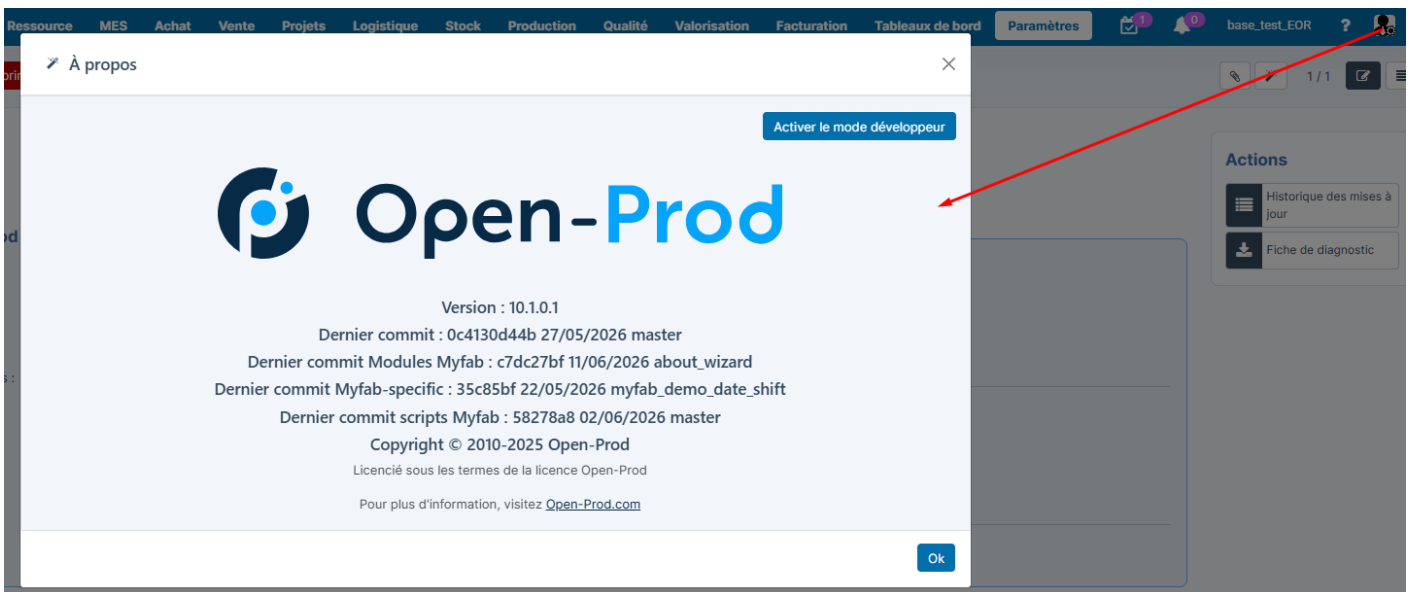 Ressource MES Achat Vente Projets Logistique Stock Production Qualité Valorisation Facturation Tableaux de bord Paramètres 1 0 base_test_EOR ?
À propos
1 / 1
Activer le mode développeur
Actions
Historique des mises à
jour
Fiche de diagnostic
Open-Prod
Version : 10.1.0.1
Dernier commit : 0c4130d44b 27/05/2026 master
Dernier commit Modules Myfab : c7dc27bf 11/06/2026 about_wizard
Dernier commit Myfab-specific : 35c85bf 22/05/2026 myfab_demo_date_shift
Dernier commit scripts Myfab : 58278a8 02/06/2026 master
Copyright © 2010-2025 Open-Prod
Licencié sous les termes de la licence Open-Prod
Pour plus d'information, visitez Open-Prod.com
Ok